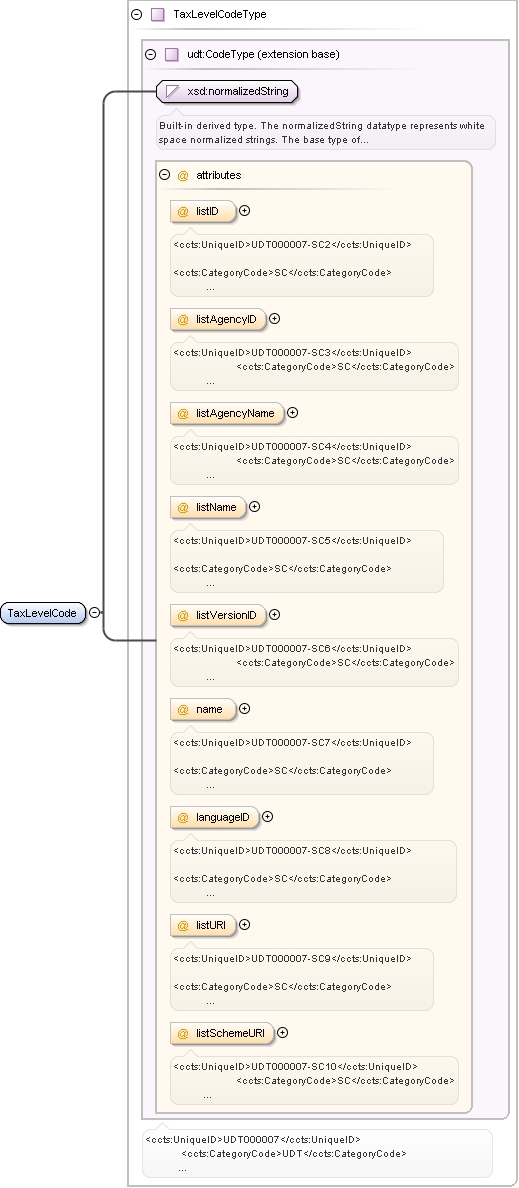 TaxLevelCodeType
udt:CodeType (extension base)
xsd:normalizedString
Built-in derived type. The normalizedString datatype represents white
space normalized strings. The base type of...
@ attributes
@ listID
<ccts:UniqueID>UDT000007-SC2</ccts:UniqueID>
<ccts:CategoryCode>SC</ccts:CategoryCode>
...
@ listAgencyID
<ccts:UniqueID>UDT000007-SC3</ccts:UniqueID>
<ccts:CategoryCode>SC</ccts:CategoryCode>
...
@ listAgencyName
<ccts:UniqueID>UDT000007-SC4</ccts:UniqueID>
<ccts:CategoryCode>SC</ccts:CategoryCode>
...
@ listName
<ccts:UniqueID>UDT000007-SC5</ccts:UniqueID>
<ccts:CategoryCode>SC</ccts:CategoryCode>
...
TaxLevelCode
@ listVersionID
<ccts:UniqueID>UDT000007-SC6</ccts:UniqueID>
<ccts:CategoryCode>SC</ccts:CategoryCode>
...
@ name
<ccts:UniqueID>UDT000007-SC7</ccts:UniqueID>
<ccts:CategoryCode>SC</ccts:CategoryCode>
...
@ languageID
<ccts:UniqueID>UDT000007-SC8</ccts:UniqueID>
<ccts:CategoryCode>SC</ccts:CategoryCode>
...
@ listURI
<ccts:UniqueID>UDT000007-SC9</ccts:UniqueID>
<ccts:CategoryCode>SC</ccts:CategoryCode>
...
@ listSchemeURI
<ccts:UniqueID>UDT000007-SC10</ccts:UniqueID>
<ccts:CategoryCode>SC</ccts:CategoryCode>
...
<ccts:UniqueID>UDT000007</ccts:UniqueID>
<ccts:CategoryCode>UDT</ccts:CategoryCode>
...